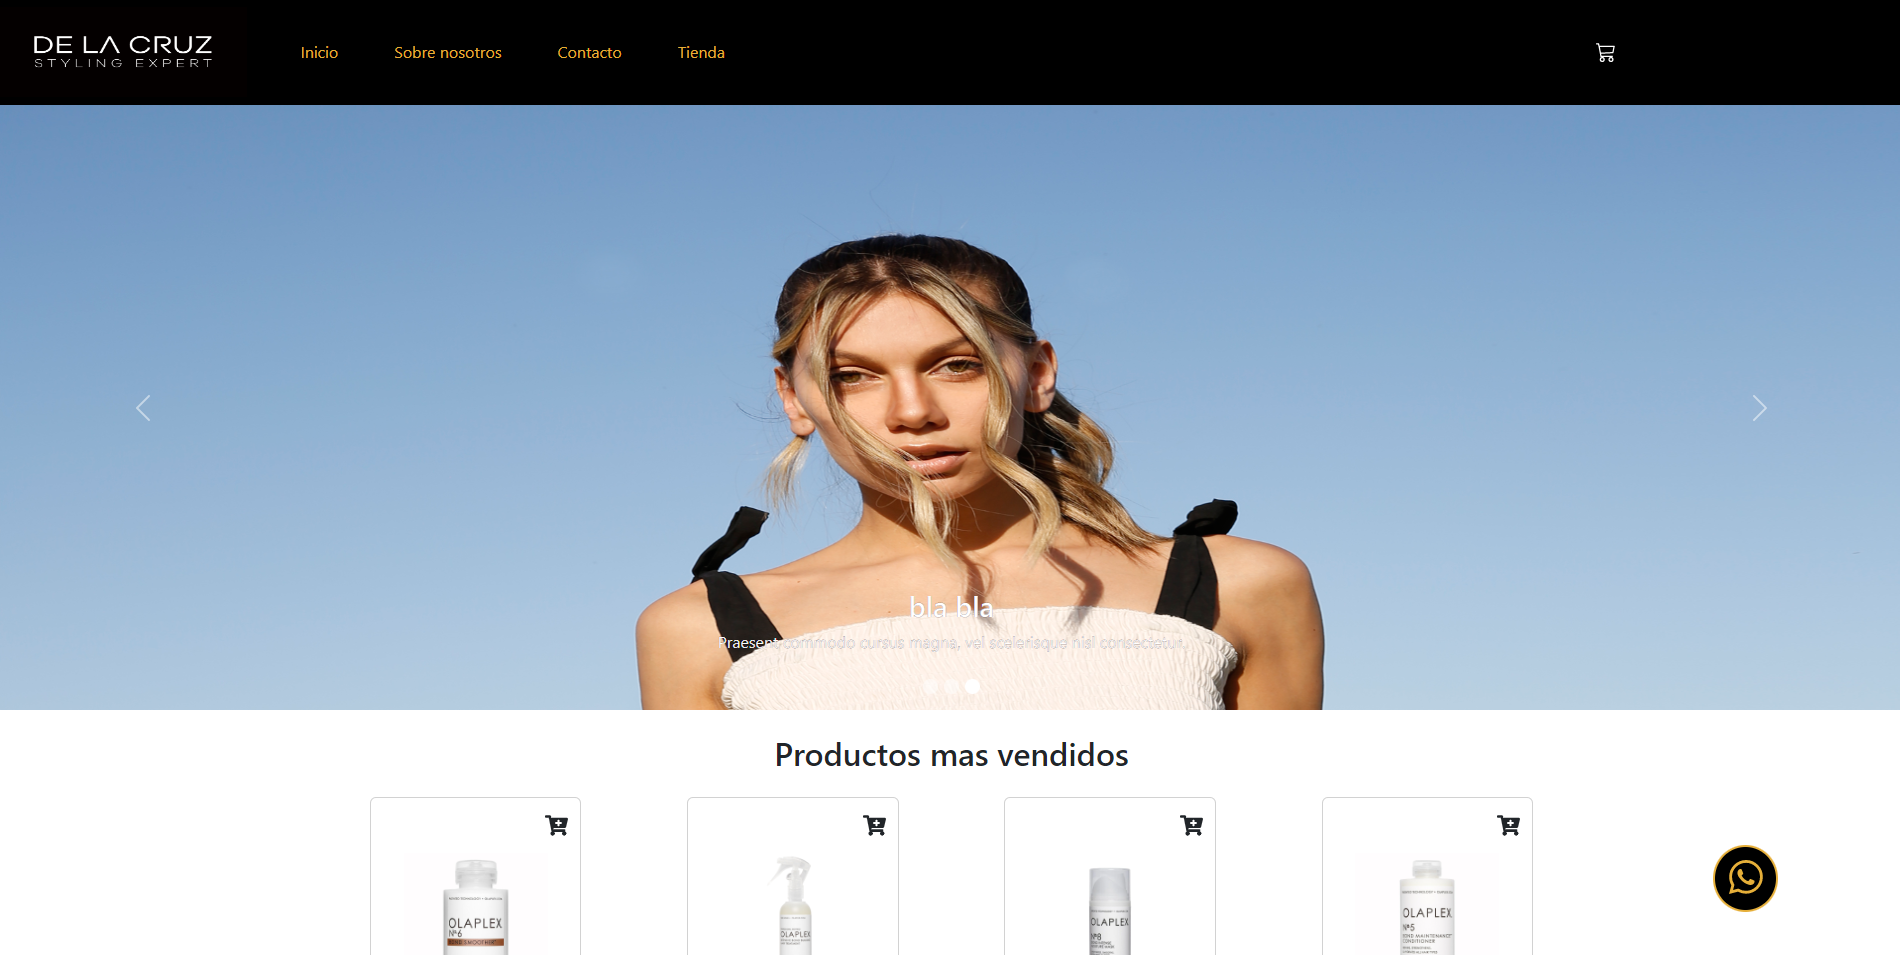 DE LA CRUZ
STYLING EXPERT
Inicio
Sobre nosotros
Contacto
Tienda
bla bla
Praesent commodo cursus magna, vel scelerisque nisl consectetur.
Productos mas vendidos
OLAPLEX
Nº6
BOND SMOOTHER
OLAPLEX
OLAPLEX
Nº8
OLAPLEX
Nº5
BOND MAINTENANCE
CONDITIONER